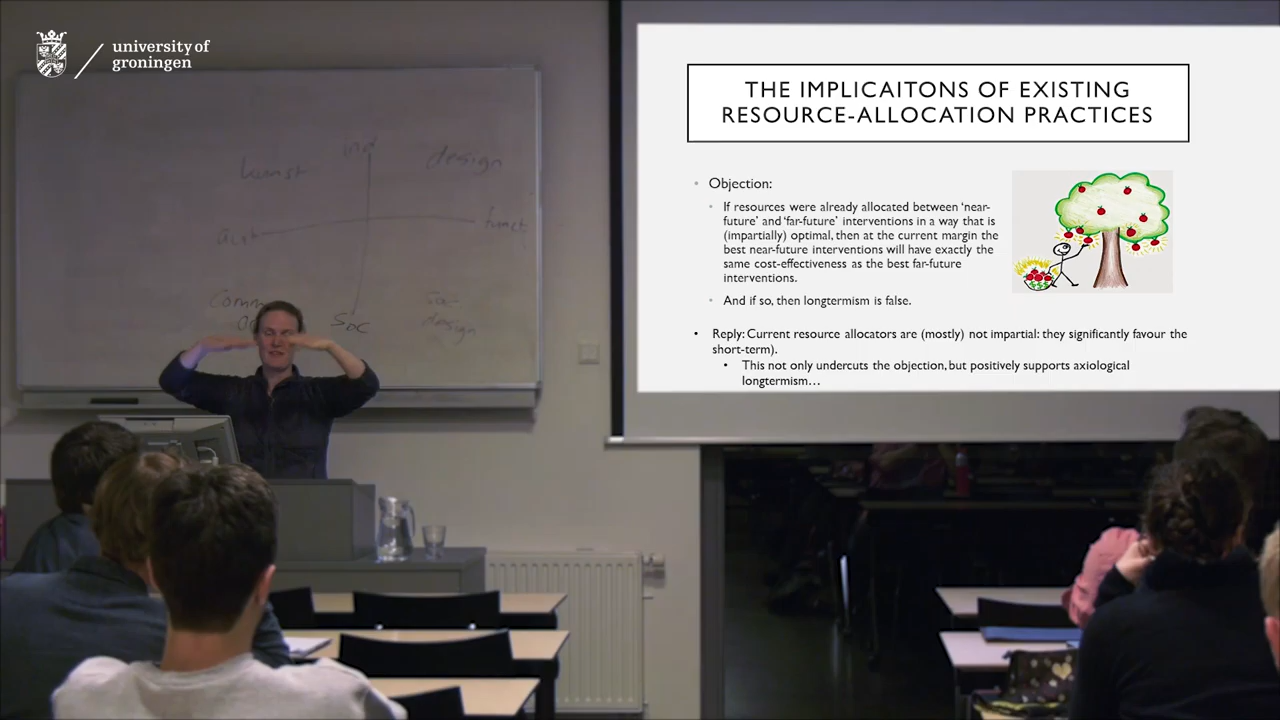 university of
groningen
THE IMPLICAITONS OF EXISTING
RESOURCE-ALLOCATION PRACTICES
Objection:
If resources were already allocated between 'near-
future' and 'far-future' interventions in a way that is
(impartially) optimal, then at the current margin the
best near-future interventions will have exactly the
same cost-effectiveness as the best far-future
interventions.
And if so, then longtermism is false.
Reply: Current resource allocators are (mostly) not impartial: they significantly favour the
short-term).
This not only undercuts the objection, but positively supports axiological
longtermism…
ind
kunst
design
Soc
design